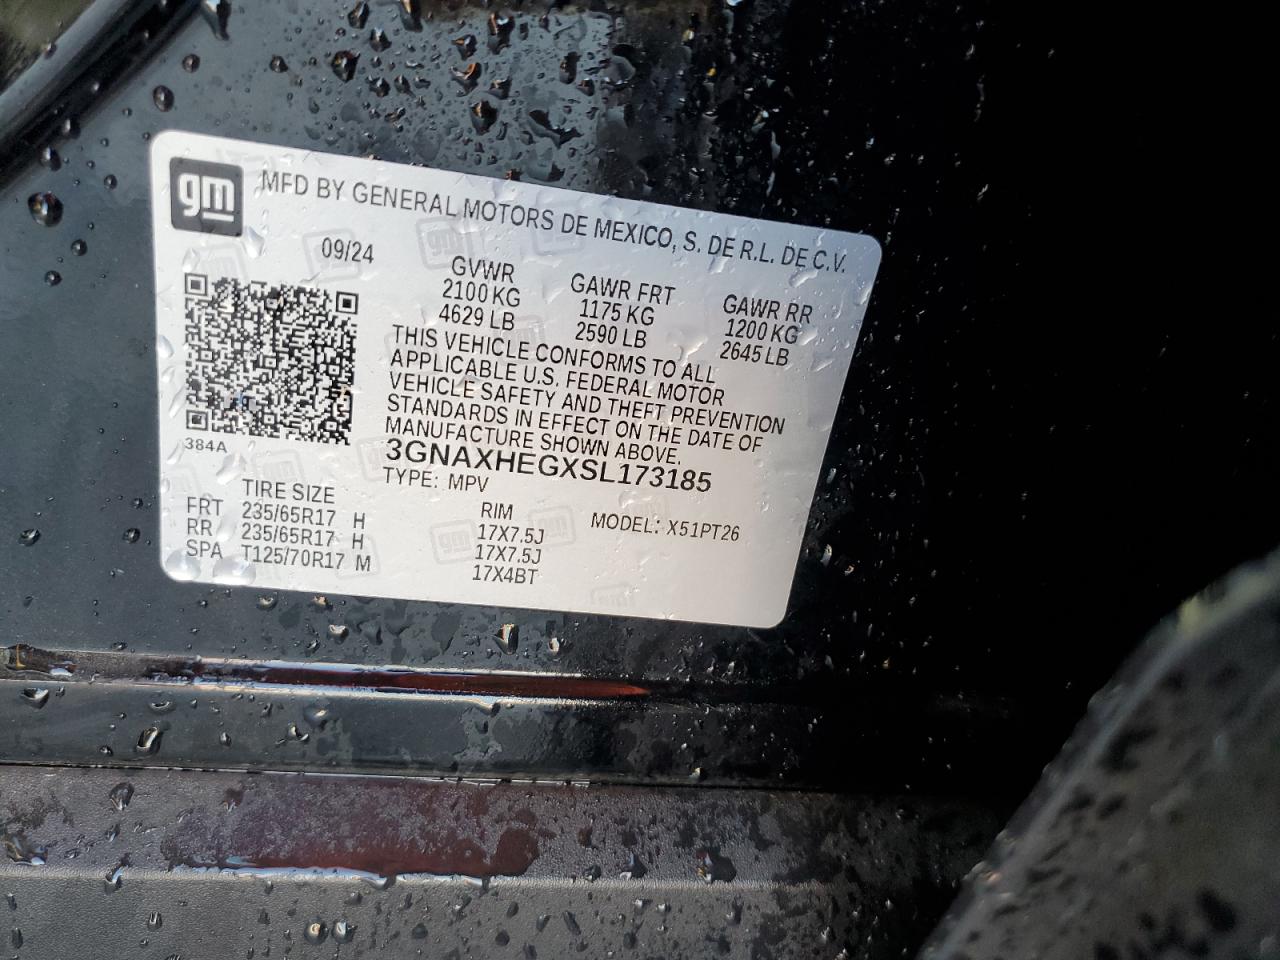 gm
MFD BY GENERAL MOTORS DE MEXICO, S. DE R.L. DE C.V.
09/24
GVWR GAWR FRT GAWR RR
2100 KG 1175 KG 1200 KG
4629 LB 2590 LB 2645 LB
THIS VEHICLE CONFORMS TO ALL
APPLICABLE U.S. FEDERAL MOTOR
VEHICLE SAFETY AND THEFT PREVENTION
STANDARDS IN EFFECT ON THE DATE OF
MANUFACTURE SHOWN ABOVE.
384A
3GNAXHEGXSL173185
TYPE: MPV
TIRE SIZE RIM MODEL: X51PT26
FRT 235/65R17 H 17X7.5J
RR 235/65R17 H 17X7.5J
SPA T125/70R17 M 17X4BT